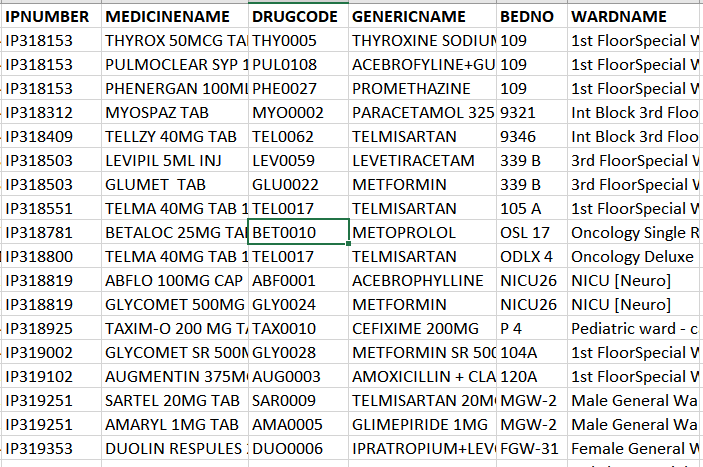 IPNUMBER MEDICINENAME DRUGCODE GENERICNAME BEDNO WARDNAME
IP318153 THYROX 50MCG TA THY0005 THYROXINE SODIUM 109 1st FloorSpecial W
IP318153 PULMOCLEAR SYP 1 PUL0108 ACEBROFYLINE+GU 109 1st FloorSpecial W
IP318153 PHENERGAN 100ML PHE0027 PROMETHAZINE 109 1st FloorSpecial W
IP318312 MYOSPAZ TAB MYO0002 PARACETAMOL 325 9321 Int Block 3rd Floo
IP318409 TELLZY 40MG TAB TEL0062 TELMISARTAN 9346 Int Block 3rd Floo
IP318503 LEVIPIL 5ML INJ LEV0059 LEVETIRACETAM 339 B 3rd FloorSpecial W
IP318503 GLUMET TAB GLU0022 METFORMIN 339 B 3rd FloorSpecial W
IP318551 TELMA 40MG TAB 1 TEL0017 TELMISARTAN 105 A 1st FloorSpecial W
IP318781 BETALOC 25MG TA BET0010 METOPROLOL OSL 17 Oncology Single R
IP318800 TELMA 40MG TAB 1 TEL0017 TELMISARTAN ODLX 4 Oncology Deluxe
IP318819 ABFLO 100MG CAP ABF0001 ACEBROPHYLLINE NICU26 NICU [Neuro]
IP318819 GLYCOMET 500MG GLY0024 METFORMIN NICU26 NICU [Neuro]
IP318925 TAXIM-O 200 MG TA TAX0010 CEFIXIME 200MG P 4 Pediatric ward - c
IP319002 GLYCOMET SR 500M GLY0028 METFORMIN SR 500 104A 1st FloorSpecial W
IP319102 AUGMENTIN 375M AUG0003 AMOXICILLIN + CLA 120A 1st FloorSpecial W
IP319251 SARTEL 20MG TAB SAR0009 TELMISARTAN 20M MGW-2 Male General Wa
IP319251 AMARYL 1MG TAB AMA0005 GLIMEPIRIDE 1MG MGW-2 Male General Wa
IP319353 DUOLIN RESPULES DUO0006 IPRATROPIUM+LEV FGW-31 Female General W